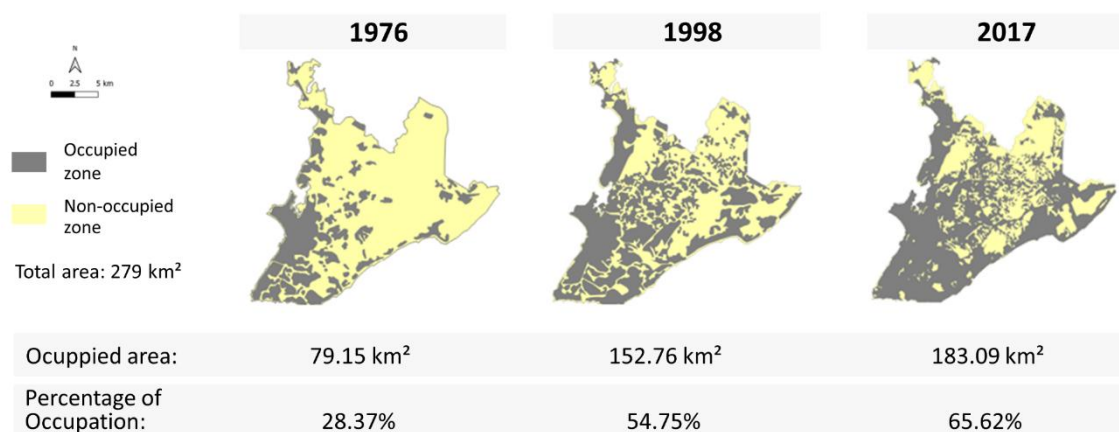 1976 1998 2017
N
0 2.5 5 km
Occupied
zone
Non-occupied
zone
Total area: 279 km²
Ocuppied area: 79.15 km² 152.76 km² 183.09 km²
Percentage of
Occupation: 28.37% 54.75% 65.62%